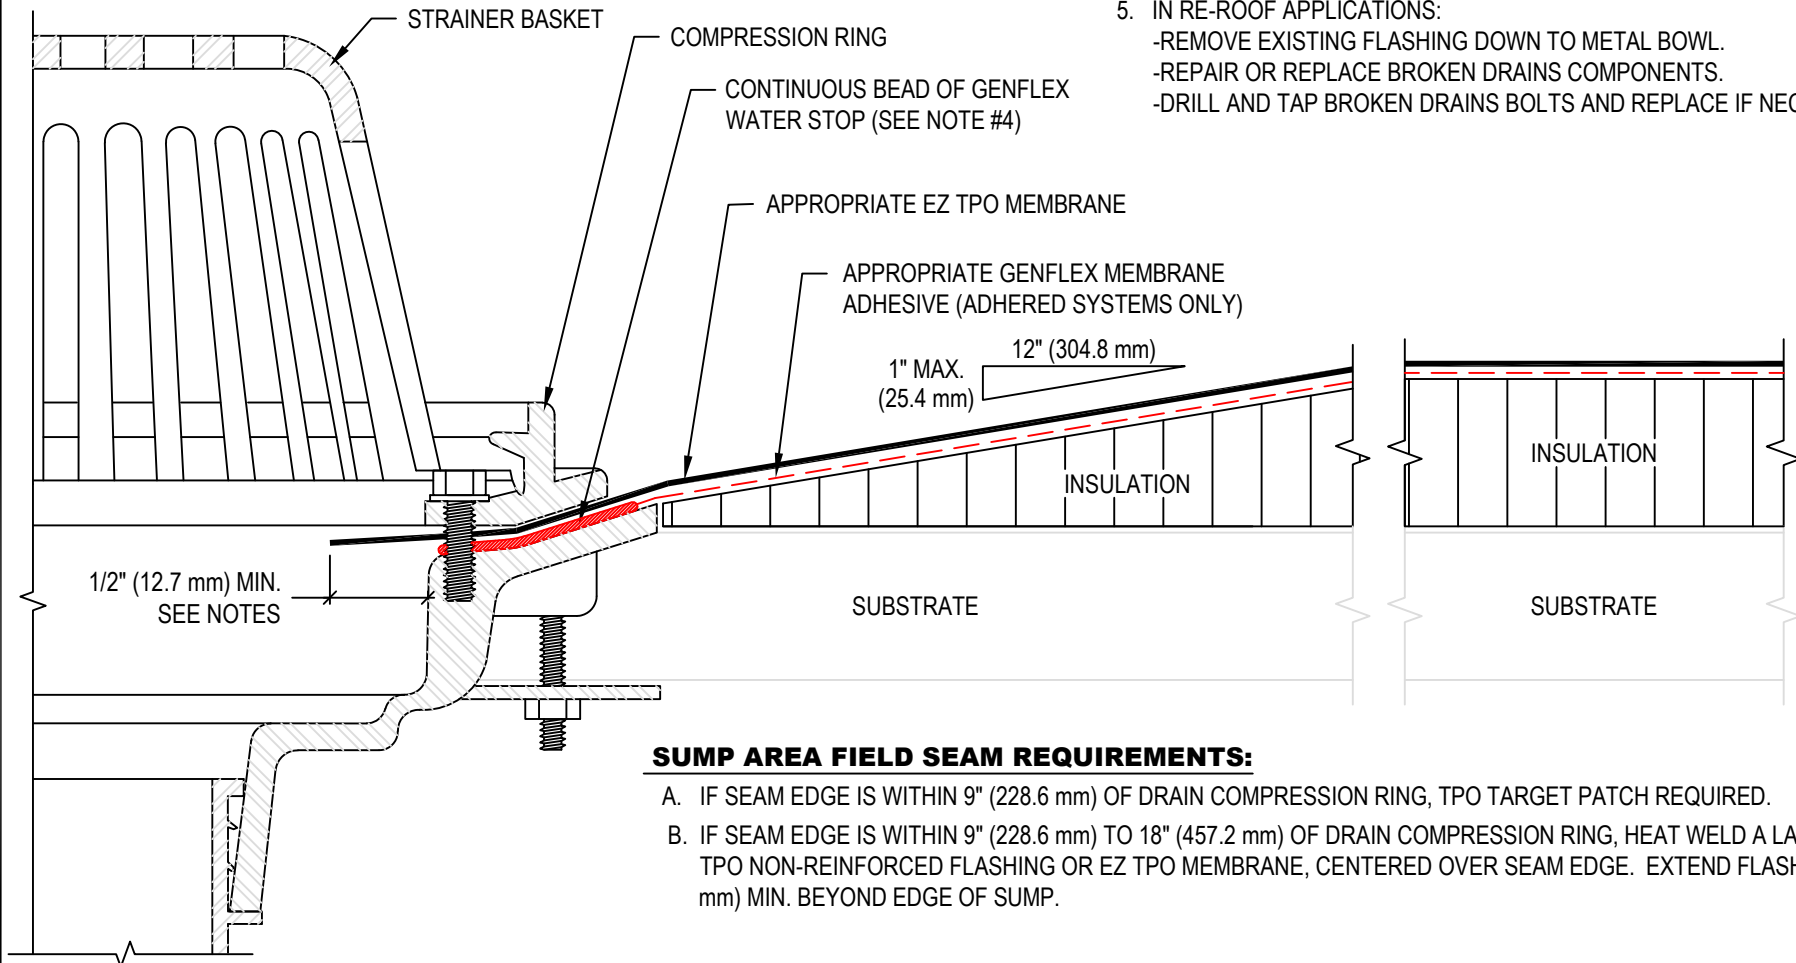 STRAINER BASKET
COMPRESSION RING
CONTINUOUS BEAD OF GENFLEX
WATER STOP (SEE NOTE #4)
APPROPRIATE EZ TPO MEMBRANE
APPROPRIATE GENFLEX MEMBRANE
ADHESIVE (ADHERED SYSTEMS ONLY)
5. IN RE-ROOF APPLICATIONS:
-REMOVE EXISTING FLASHING DOWN TO METAL BOWL.
-REPAIR OR REPLACE BROKEN DRAINS COMPONENTS.
-DRILL AND TAP BROKEN DRAINS BOLTS AND REPLACE IF
12" (304.8 mm)
1" MAX.
(25.4 mm)
INSULATION
INSULATION
1/2" (12.7 mm) MIN.
SEE NOTES
SUBSTRATE
SUBSTRATE
SUMP AREA FIELD SEAM REQUIREMENTS:
A. IF SEAM EDGE IS WITHIN 9" (228.6 mm) OF DRAIN COMPRESSION RING, TPO TARGET PATCH REQUIRED.
B. IF SEAM EDGE IS WITHIN 9" (228.6 mm) TO 18" (457.2 mm) OF DRAIN COMPRESSION RING, HEAT WELD A
TPO NON-REINFORCED FLASHING OR EZ TPO MEMBRANE, CENTERED OVER SEAM EDGE. EXTEND
mm) MIN. BEYOND EDGE OF SUMP.